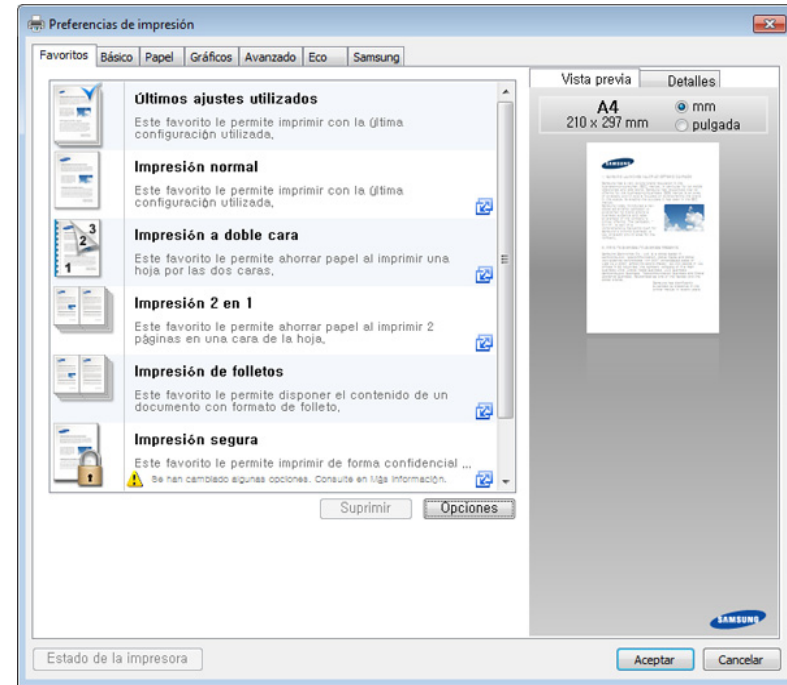 Preferencias de impresión
Favoritos Básico Papel Gráficos Avanzado Eco Samsung
Últimos ajustes utilizados
Este favorito le permite imprimir con la última
configuración utilizada.
Impresión normal
Este favorito le permite imprimir con la última
configuración utilizada.
Impresión a doble cara
Este favorito le permite ahorrar papel al imprimir una
hoja por las dos caras.
Impresión 2 en 1
Este favorito le permite ahorrar papel al imprimir 2
páginas en una cara de la hoja.
Impresión de folletos
Este favorito le permite disponer el contenido de un
documento con formato de folleto.
Impresión segura
Este favorito le permite imprimir de forma confidencial ...
Se han cambiado algunas opciones. Consulte en Más Información.
Suprimir Opciones
Vista previa Detalles
A4
210 x 297 mm
mm
pulgada
SAMSUNG
Estado de la impresora
Aceptar Cancelar